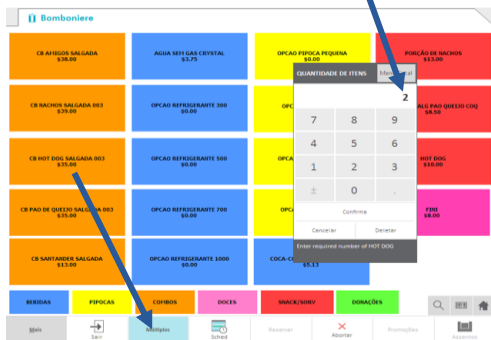 Bomboniere
CB AMIGOS SALGADA
$38.00
AGUA SEM GAS CRYSTAL
$3.75
OPCAO PIPOCA PEQUENA
$0.00
PORÇÃO DE NACHOS
$13.00
QUANTIDADE DE ITENS
2
CB NACHOS SALGADA 003
$39.00
OPCAO REFRIGERANTE 300
$0.00
ALG PAO QUEIJO COQ
$8.50
7 8 9
4 5 6
1 2 3
± 0 .
CB HOT DOG SALGADA 003
$35.00
OPCAO REFRIGERANTE 500
$0.00
HOT DOG
$10.00
CB PAO DE QUEIJO SALGADA 003
$35.00
OPCAO REFRIGERANTE 700
$0.00
FINI
$8.00
Confirma
Cancelar Deletar
Enter required number of HOT DOG
CB SANTANDER SALGADA
$13.00
OPCAO REFRIGERANTE 1000
$0.00
$5.13
BEBIDAS PIPOCAS COMBOS DOCES SNACK/SORV DONAÇÕES
Mais Sair Múltiplos Sched Reservar Abortar Promoções Assentos